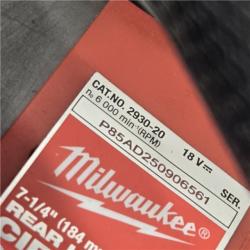 CAT.NO. 2930-20
n₀ 6 000 min⁻¹(RPM) 18 V⎓
P85AD250906561 SER.
Milwaukee
7-1/4" (184 m
REAR